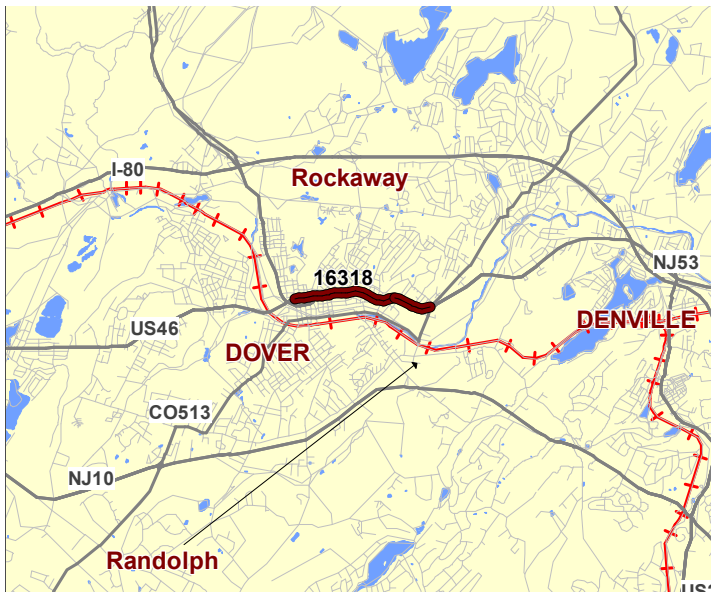 I-80
Rockaway
16318
NJ53
US46
DENVILLE
DOVER
CO513
NJ10
Randolph